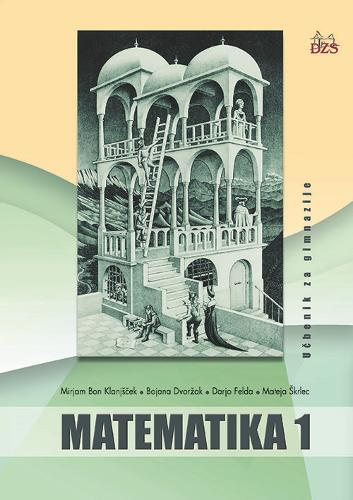 DZS
Učbenik za gimnazije
Mirjam Bon Klanjšček • Bojana Dvoržak • Darjo Felda • Mateja Škrlec
MATEMATIKA 1